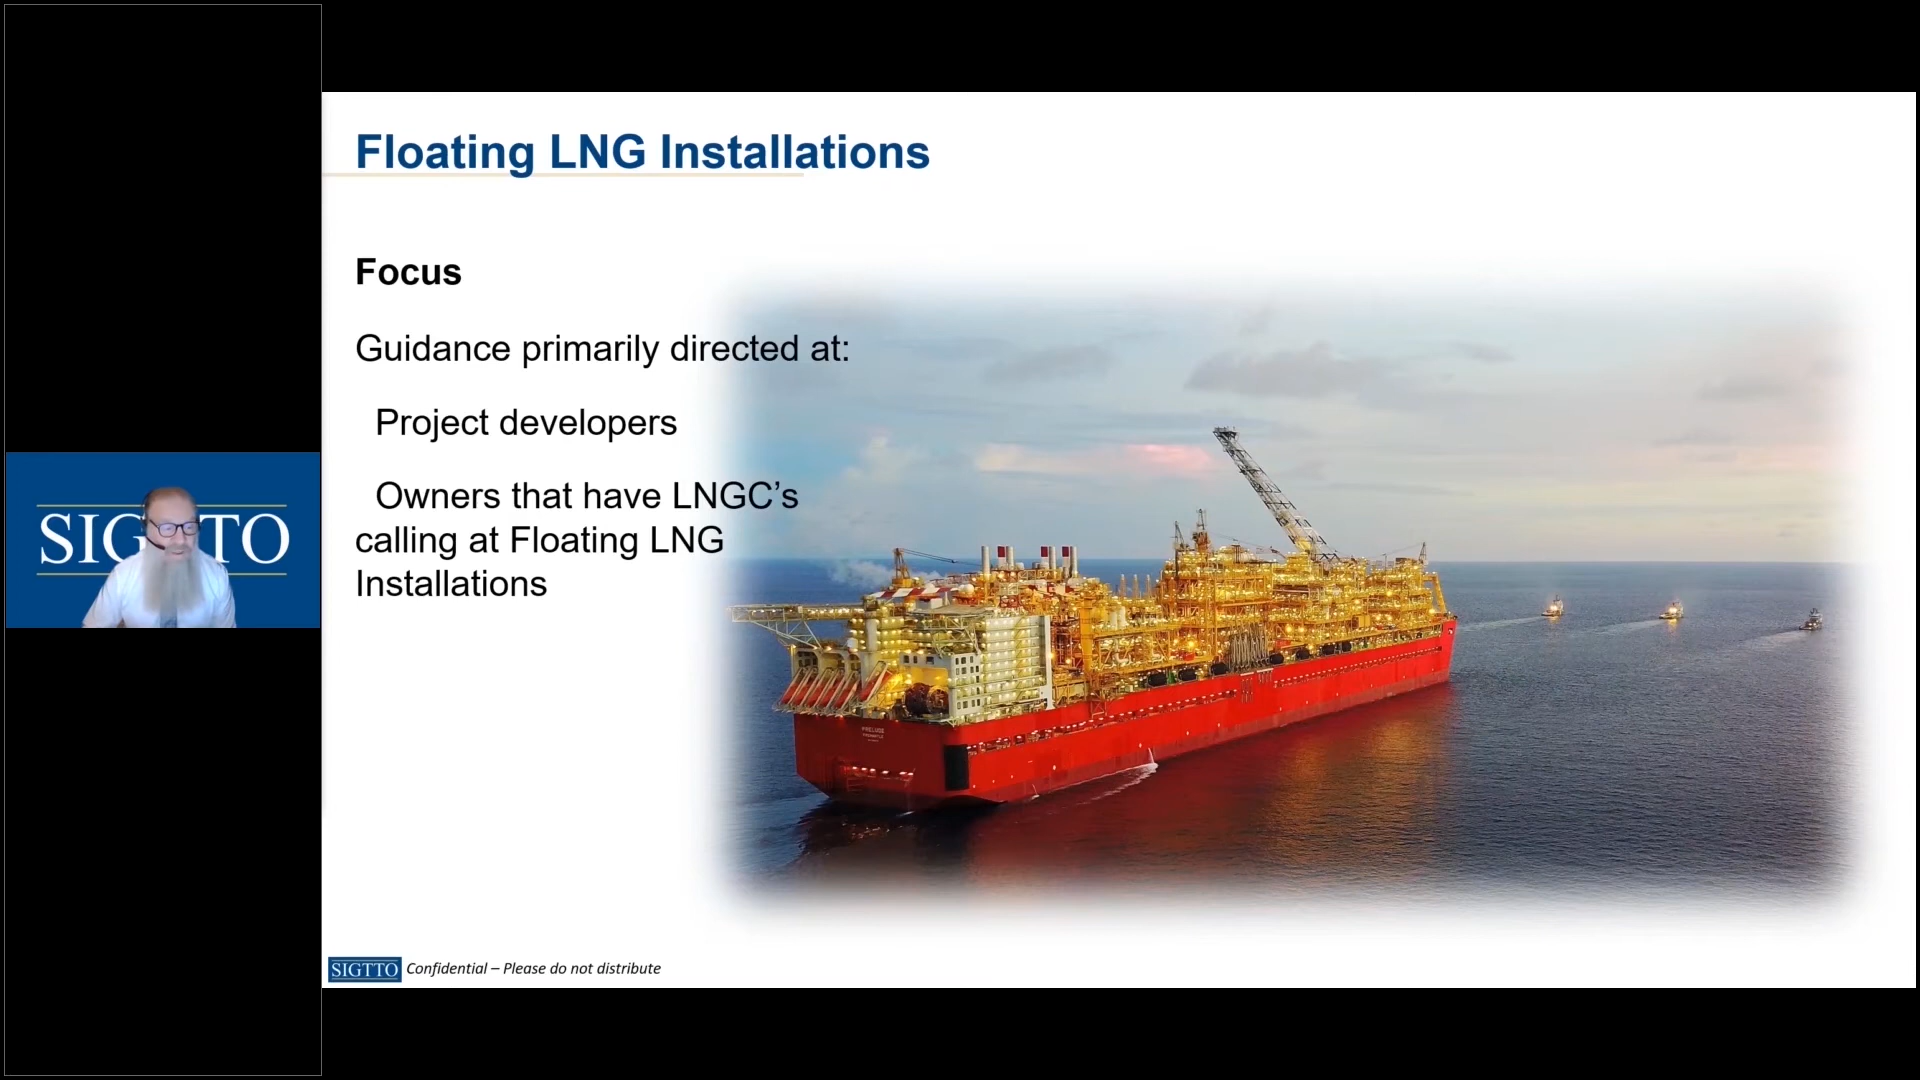 Floating LNG Installations
Focus
Guidance primarily directed at:
Project developers
Owners that have LNGC’s
calling at Floating LNG
Installations
SIGTTO
PRELUDE
SIGTTO Confidential – Please do not distribute